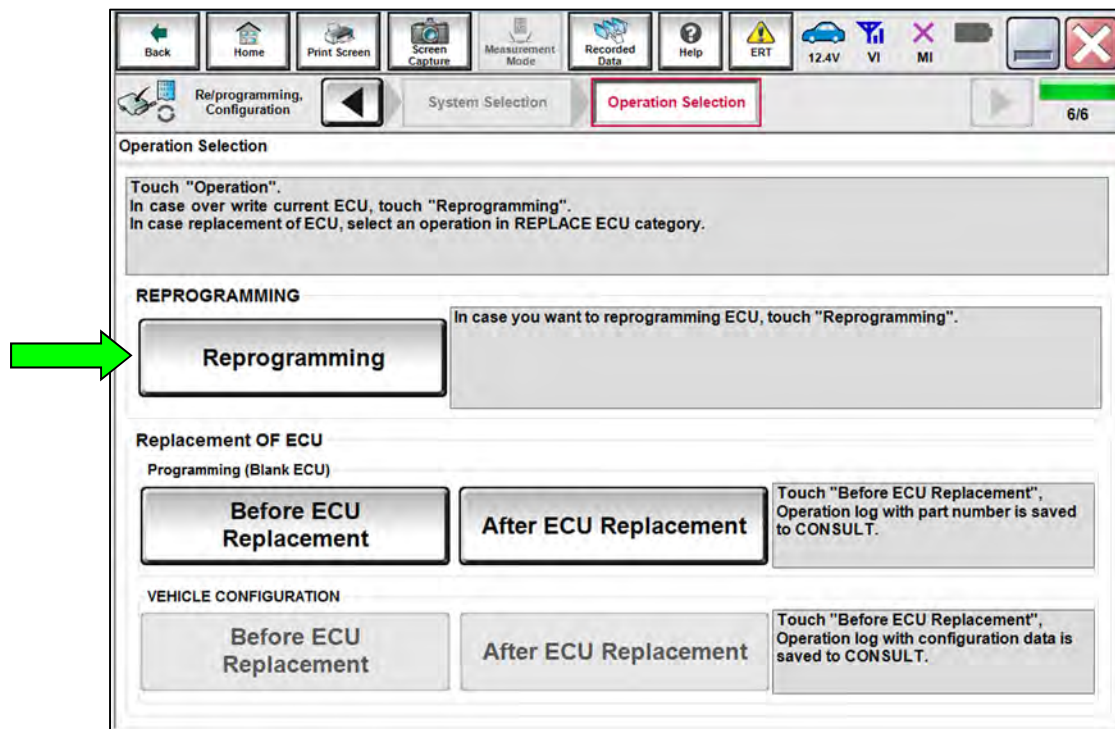 Back
Home
Print Screen
Screen
Capture
Measurement
Mode
Recorded
Data
Help
ERT
12.4V
VI
MI
Re/programming,
Configuration
System Selection
Operation Selection
6/6
Operation Selection
Touch "Operation".
In case over write current ECU, touch "Reprogramming".
In case replacement of ECU, select an operation in REPLACE ECU category.
REPROGRAMMING
Reprogramming
In case you want to reprogramming ECU, touch "Reprogramming".
Replacement OF ECU
Programming (Blank ECU)
Before ECU
Replacement
After ECU Replacement
Touch "Before ECU Replacement",
Operation log with part number is saved
to CONSULT.
VEHICLE CONFIGURATION
Before ECU
Replacement
After ECU Replacement
Touch "Before ECU Replacement",
Operation log with configuration data is
saved to CONSULT.